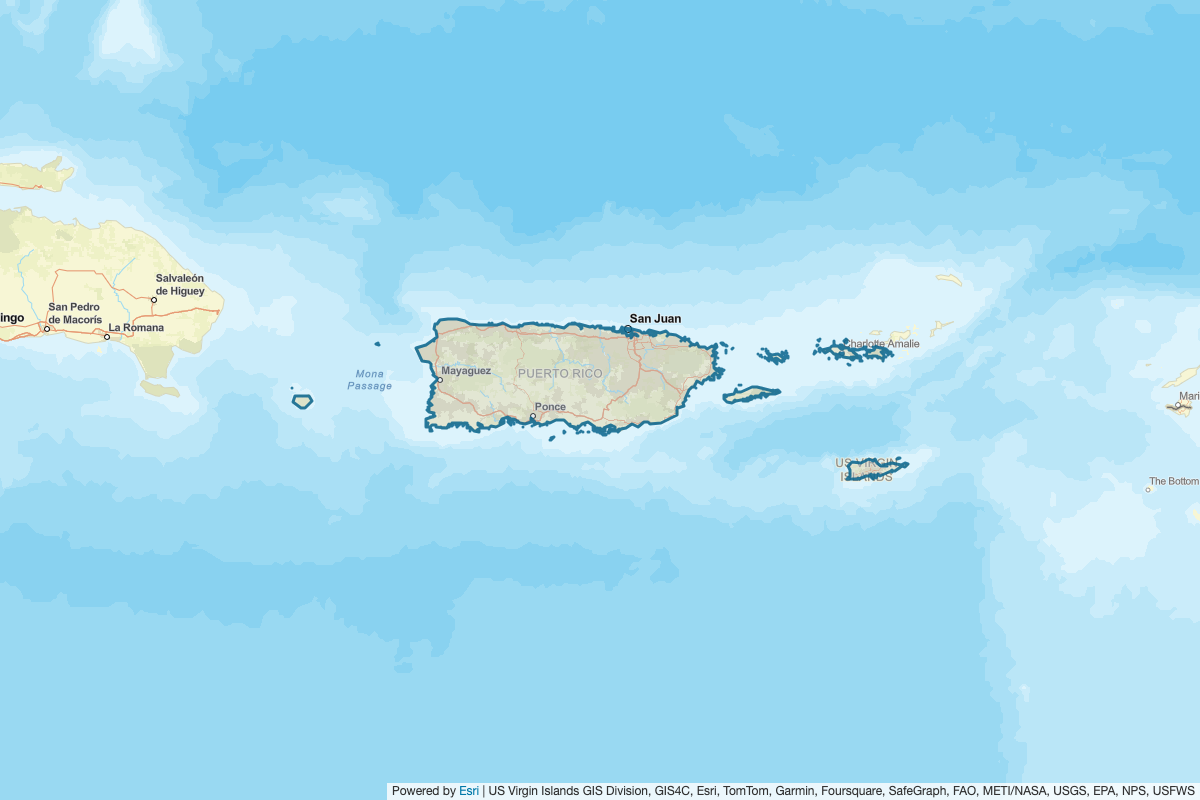 Salvaleón
de Higuey
San Pedro
de Macorís
ingo
La Romana
San Juan
Charlotte Amalie
Mona
Passage
Mayaguez
PUERTO RICO
Ponce
Mari
US VIRGIN
ISLANDS
The Bottom
Powered by Esri | US Virgin Islands GIS Division, GIS4C, Esri, TomTom, Garmin, Foursquare, SafeGraph, FAO, METI/NASA, USGS, EPA, NPS, USFWS